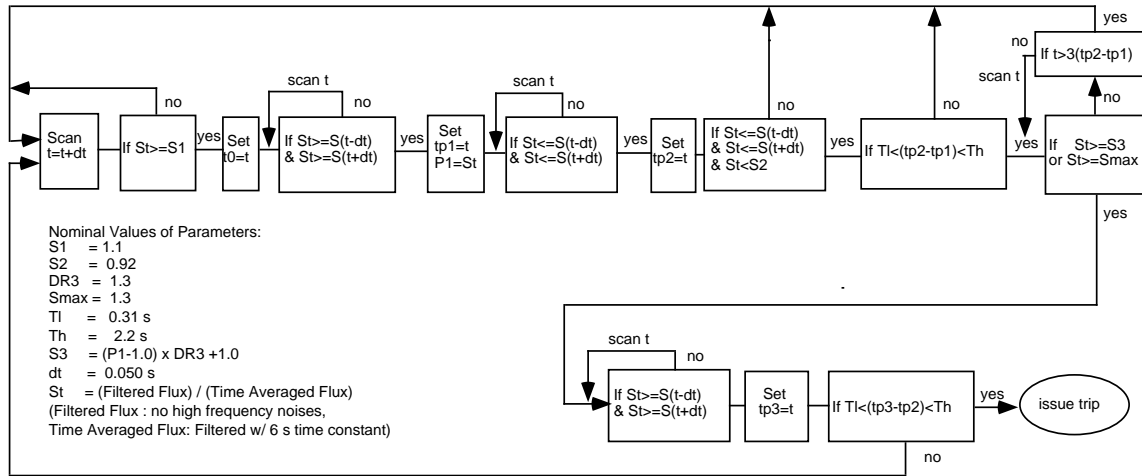 Scan
t=t+dt
If St>=S1
no
yes
Set
t0=t
scan t
If St>=S(t-dt)
& St>=S(t+dt)
no
yes
Set
tp1=t
P1=St
scan t
If St<=S(t-dt)
& St<=S(t+dt)
no
yes
Set
tp2=t
If St<=S(t-dt)
& St<=S(t+dt)
& St<S2
no
yes
If Tl<(tp2-tp1)<Th
no
yes
If St>=S3
or St>=Smax
no
scan t
no
If t>3(tp2-tp1)
yes
yes
Nominal Values of Parameters:
S1 = 1.1
S2 = 0.92
DR3 = 1.3
Smax = 1.3
Tl = 0.31 s
Th = 2.2 s
S3 = (P1-1.0) x DR3 +1.0
dt = 0.050 s
St = (Filtered Flux) / (Time Averaged Flux)
(Filtered Flux : no high frequency noises,
Time Averaged Flux: Filtered w/ 6 s time constant)
scan t
no
If St>=S(t-dt)
& St>=S(t+dt)
Set
tp3=t
If Tl<(tp3-tp2)<Th
yes
issue trip
no